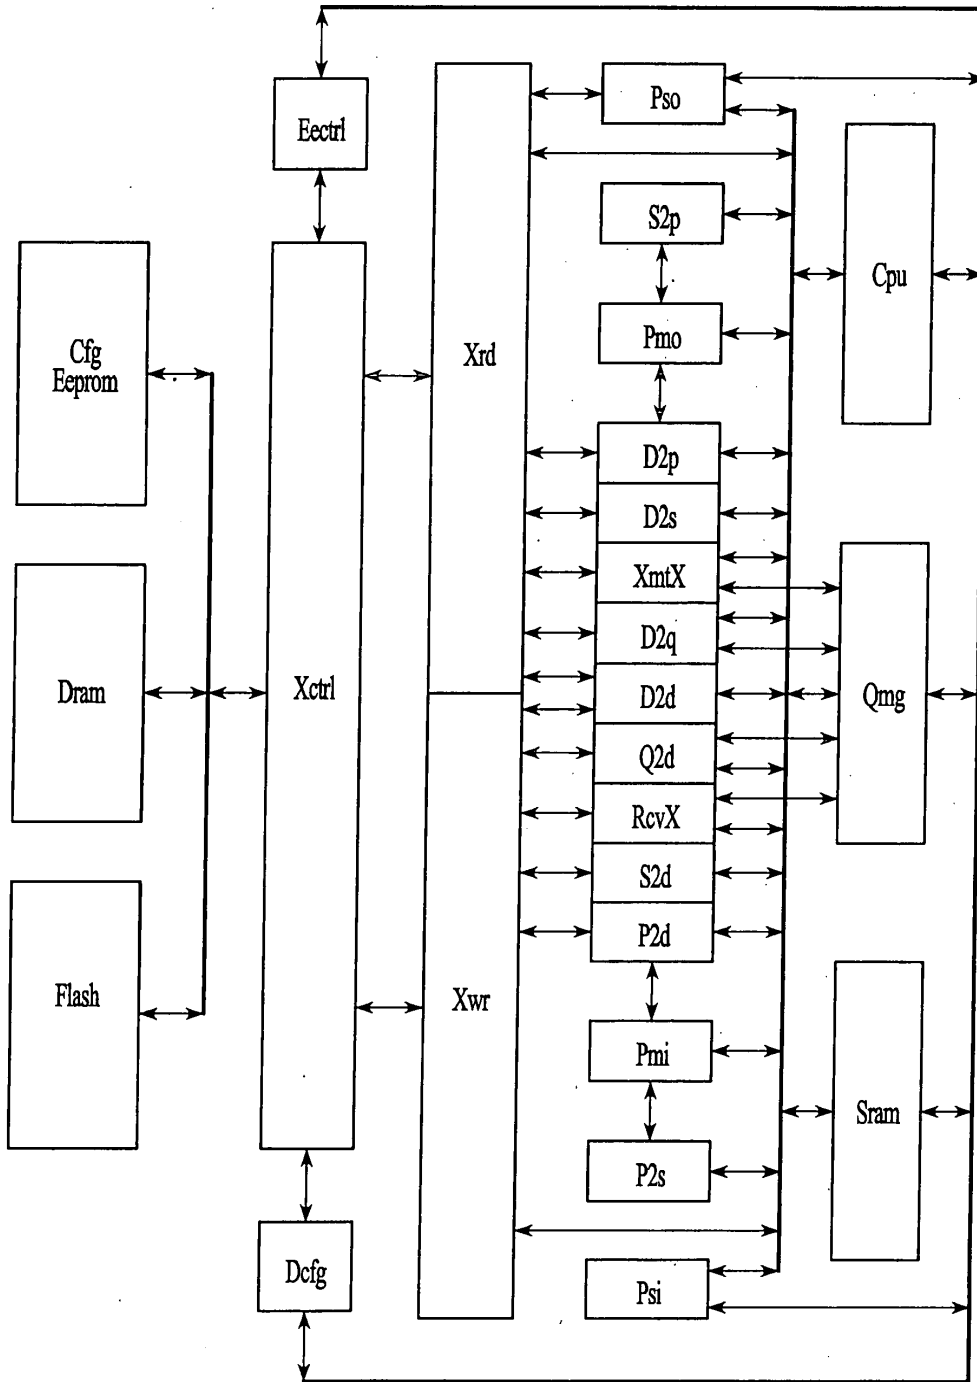 Eectrl
Pso
S2p
Cpu
Cfg
Eeprom
Xrd
Pmo
D2p
D2s
XmtX
D2q
Dram
Xctrl
D2d
Qmg
Q2d
RcvX
S2d
P2d
Flash
Xwr
Pmi
Sram
P2s
Dcfg
Psi